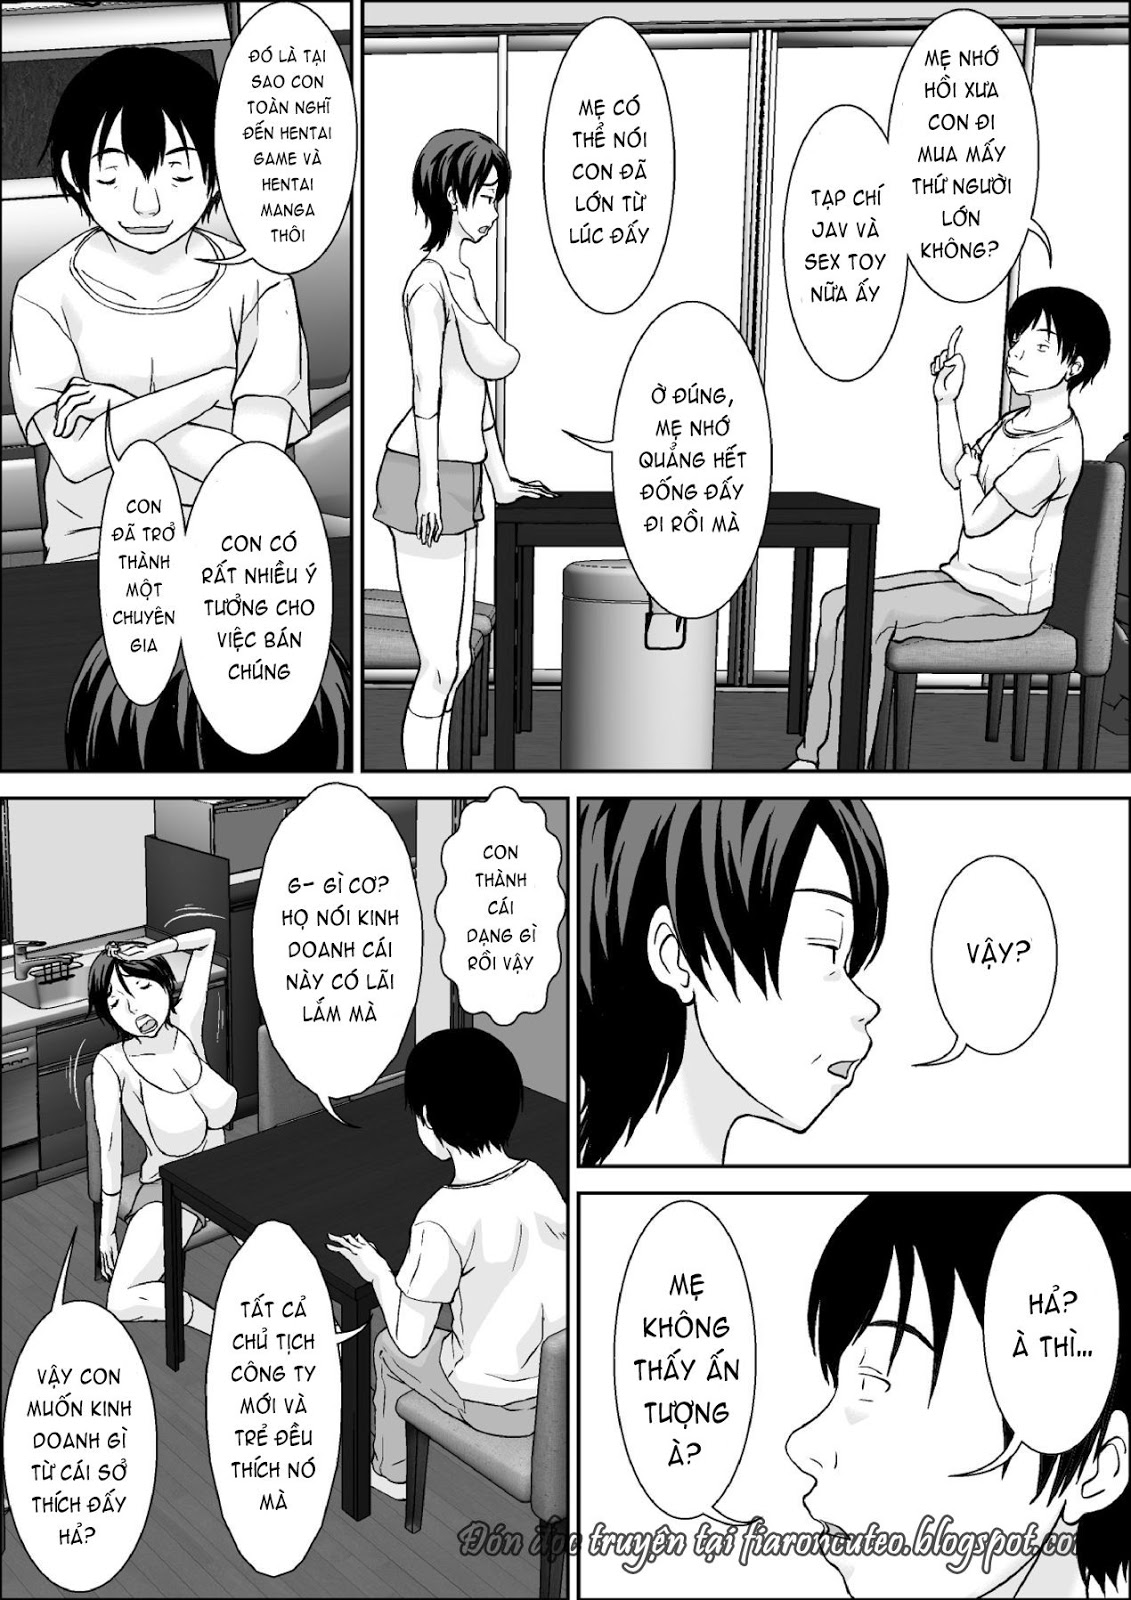 MẸ NHỚ
HỒI XƯA
CON ĐI
MUA MẤY
THỨ NGƯỜI
LỚN
KHÔNG?
TẠP CHÍ
JAV VÀ
SEX TOY
NỮA ẤY
MẸ CÓ
THỂ NÓI
CON ĐÃ
LỚN TỪ
LÚC ĐẤY
Ờ ĐÚNG,
MẸ NHỚ
QUẲNG HẾT
ĐỐNG ĐẤY
ĐI RỒI MÀ
ĐÓ LÀ TẠI
SAO CON
TOÀN NGHĨ
ĐẾN HENTAI
GAME VÀ
HENTAI
MANGA
THÔI
CON CÓ
RẤT NHIỀU Ý
TƯỞNG CHO
VIỆC BÁN
CHÚNG
CON
ĐÃ TRỞ
THÀNH
MỘT
CHUYÊN
GIA
VẬY?
HẢ?
À THÌ...
MẸ
KHÔNG
THẤY ẤN
TƯỢNG
À?
CON
THÀNH
CÁI
DẠNG GÌ
RỒI VẬY
G- GÌ CƠ?
HỌ NÓI KINH
DOANH CÁI
NÀY CÓ LÃI
LẮM MÀ
TẤT CẢ
CHỦ TỊCH
CÔNG TY
MỚI VÀ
TRẺ ĐỀU
THÍCH NÓ
MÀ
VẬY CON
MUỐN KINH
DOANH GÌ
TỪ CÁI SỞ
THÍCH ĐẤY
HẢ?
Đón đọc truyện tại fiaroncuteo.blogspot.co